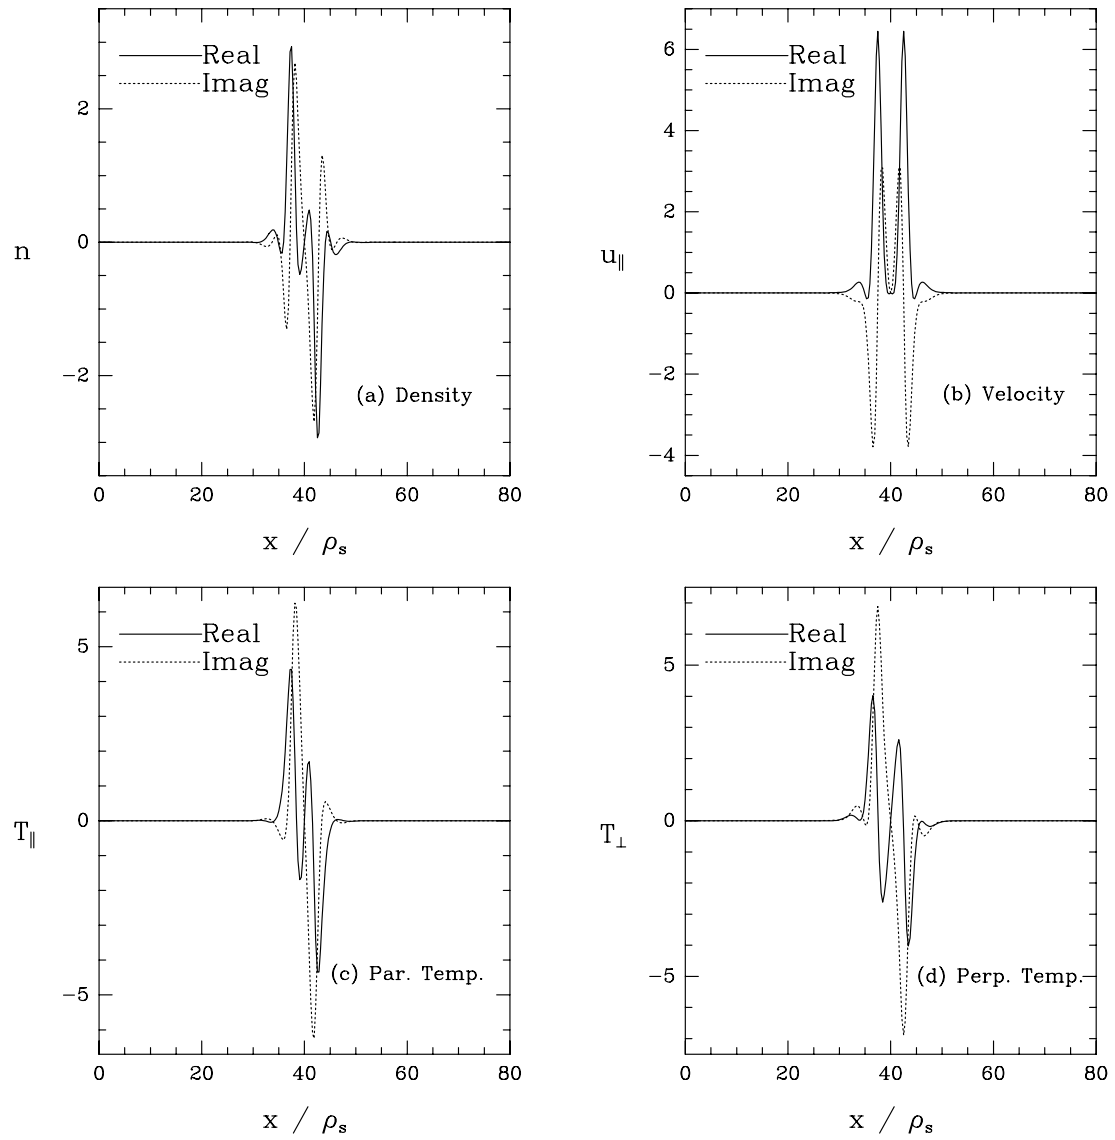 Real
Imag
2
0
−2
n
(a) Density
0 20 40 60 80
x / ρs
Real
Imag
6
4
2
0
−2
−4
u∥
(b) Velocity
0 20 40 60 80
x / ρs
Real
Imag
5
0
−5
T∥
(c) Par. Temp.
0 20 40 60 80
x / ρs
Real
Imag
5
0
−5
T⊥
(d) Perp. Temp.
0 20 40 60 80
x / ρs